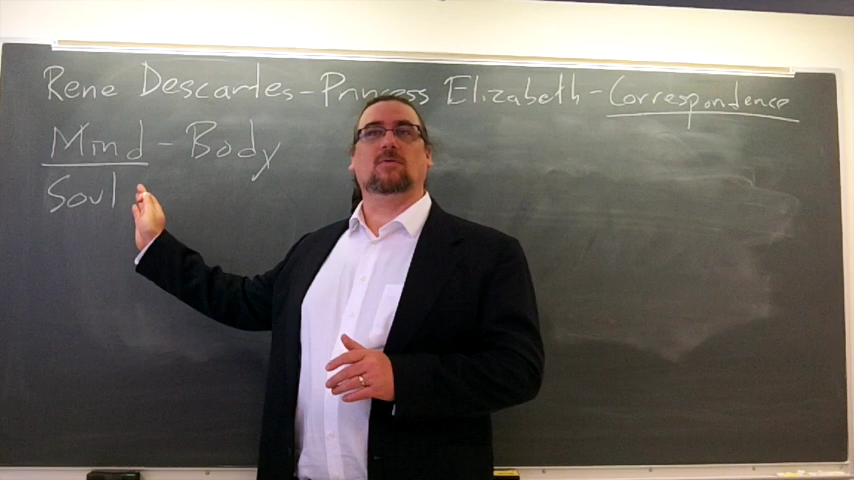 Rene Descartes - Princess Elizabeth - Correspondence
Mind - Body
Soul